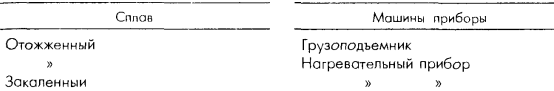 Сплав
Машины приборы
Отожженный
Грузоподъемник
»
Нагревательный прибор
Закаленный
» »